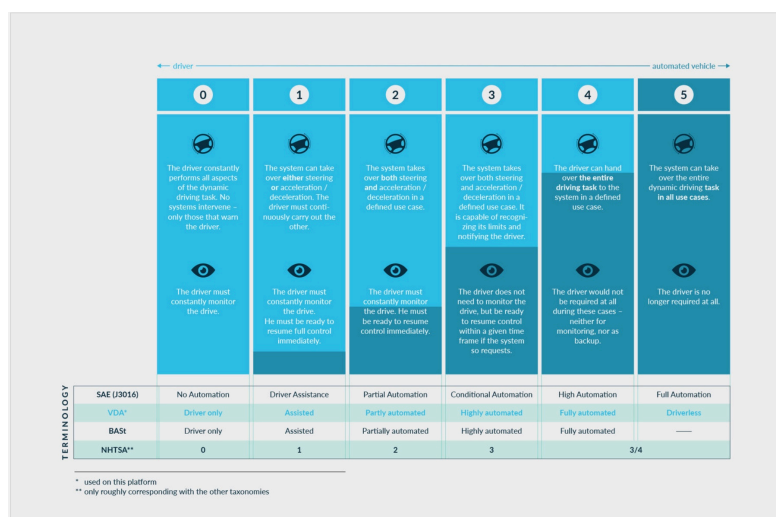 driver
automated vehicle
0
1
2
3
4
5
The driver constantly
performs all aspects
of the dynamic
driving task. No
systems intervene –
only those that warn
the driver.
The system can take
over either steering
or acceleration /
deceleration. The
driver must conti-
nuously carry out the
other.
The system takes
over both steering
and acceleration /
deceleration in a
defined use case.
The system takes
over both steering
and acceleration /
deceleration in a
defined use case. It
is capable of recogni-
zing its limits and
notifying the driver.
The driver can hand
over the entire
driving task to the
system in a defined
use case.
The system can take
over the entire
dynamic driving task
in all use cases.
The driver must
constantly monitor
the drive.
The driver must
constantly monitor
the drive.
He must be ready to
resume full control
immediately.
The driver must
constantly monitor
the drive. He must
be ready to resume
control immediately.
The driver does not
need to monitor the
drive, but be ready
to resume control
within a given time
frame if the system
so requests.
The driver would not
be required at all
during these cases –
neither for
monitoring, nor as
backup.
The driver is no
longer required at all.
TERMINOLOGY
SAE (J3016) No Automation Driver Assistance Partial Automation Conditional Automation High Automation Full Automation
VDA* Driver only Assisted Partly automated Highly automated Fully automated Driverless
BASt Driver only Assisted Partially automated Highly automated Fully automated —
NHTSA** 0 1 2 3 3/4
* used on this platform
** only roughly corresponding with the other taxonomies